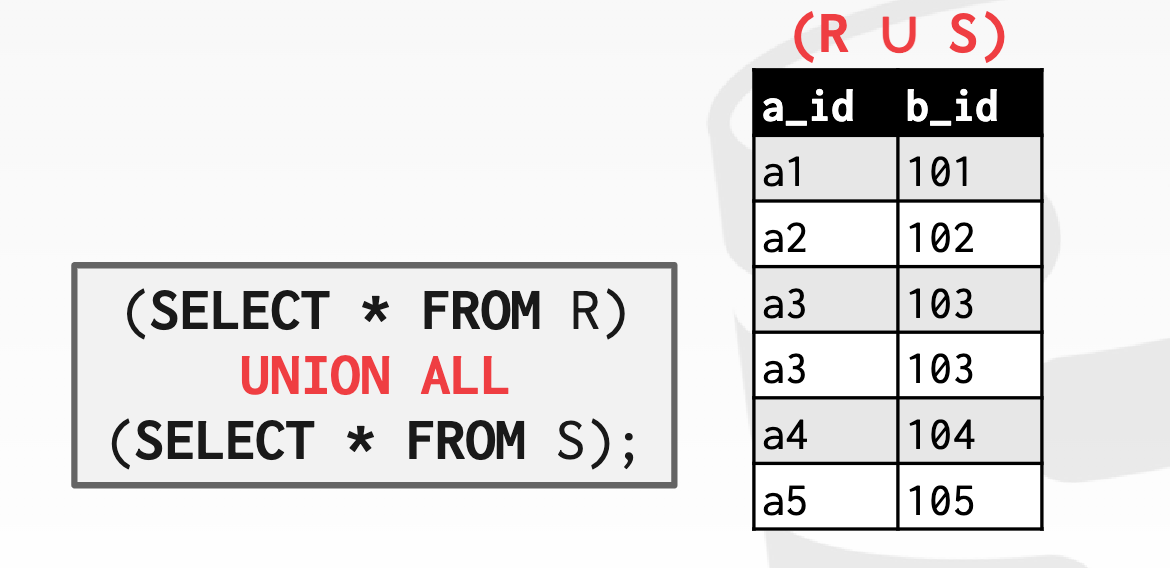 (R ∪ S)
a_id b_id
a1 101
a2 102
a3 103
a3 103
a4 104
a5 105
(SELECT * FROM R)
UNION ALL
(SELECT * FROM S);